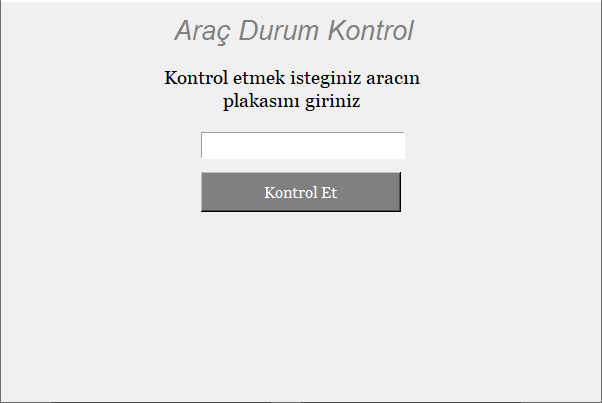 Araç Durum Kontrol
Kontrol etmek isteginiz aracın
plakasını giriniz
Kontrol Et